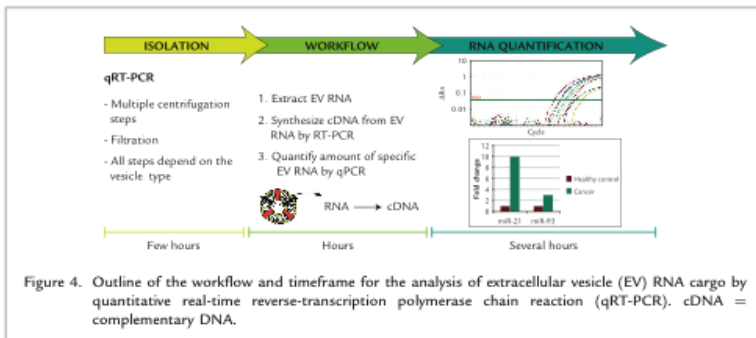 ISOLATION
WORKFLOW
RNA QUANTIFICATION
qRT-PCR
- Multiple centrifugation
steps
- Filtration
- All steps depend on the
vesicle type
1. Extract EV RNA
2. Synthesize cDNA from EV
RNA by RT-PCR
3. Quantify amount of specific
EV RNA by qPCR
RNA → cDNA
10
1
0.1
0.01
ΔRn
Cycle
12
10
8
6
4
2
0
Fold change
miR-21
miR-93
Healthy control
Cancer
Few hours
Hours
Several hours
Figure 4. Outline of the workflow and timeframe for the analysis of extracellular vesicle (EV) RNA cargo by
quantitative real-time reverse-transcription polymerase chain reaction (qRT-PCR). cDNA =
complementary DNA.